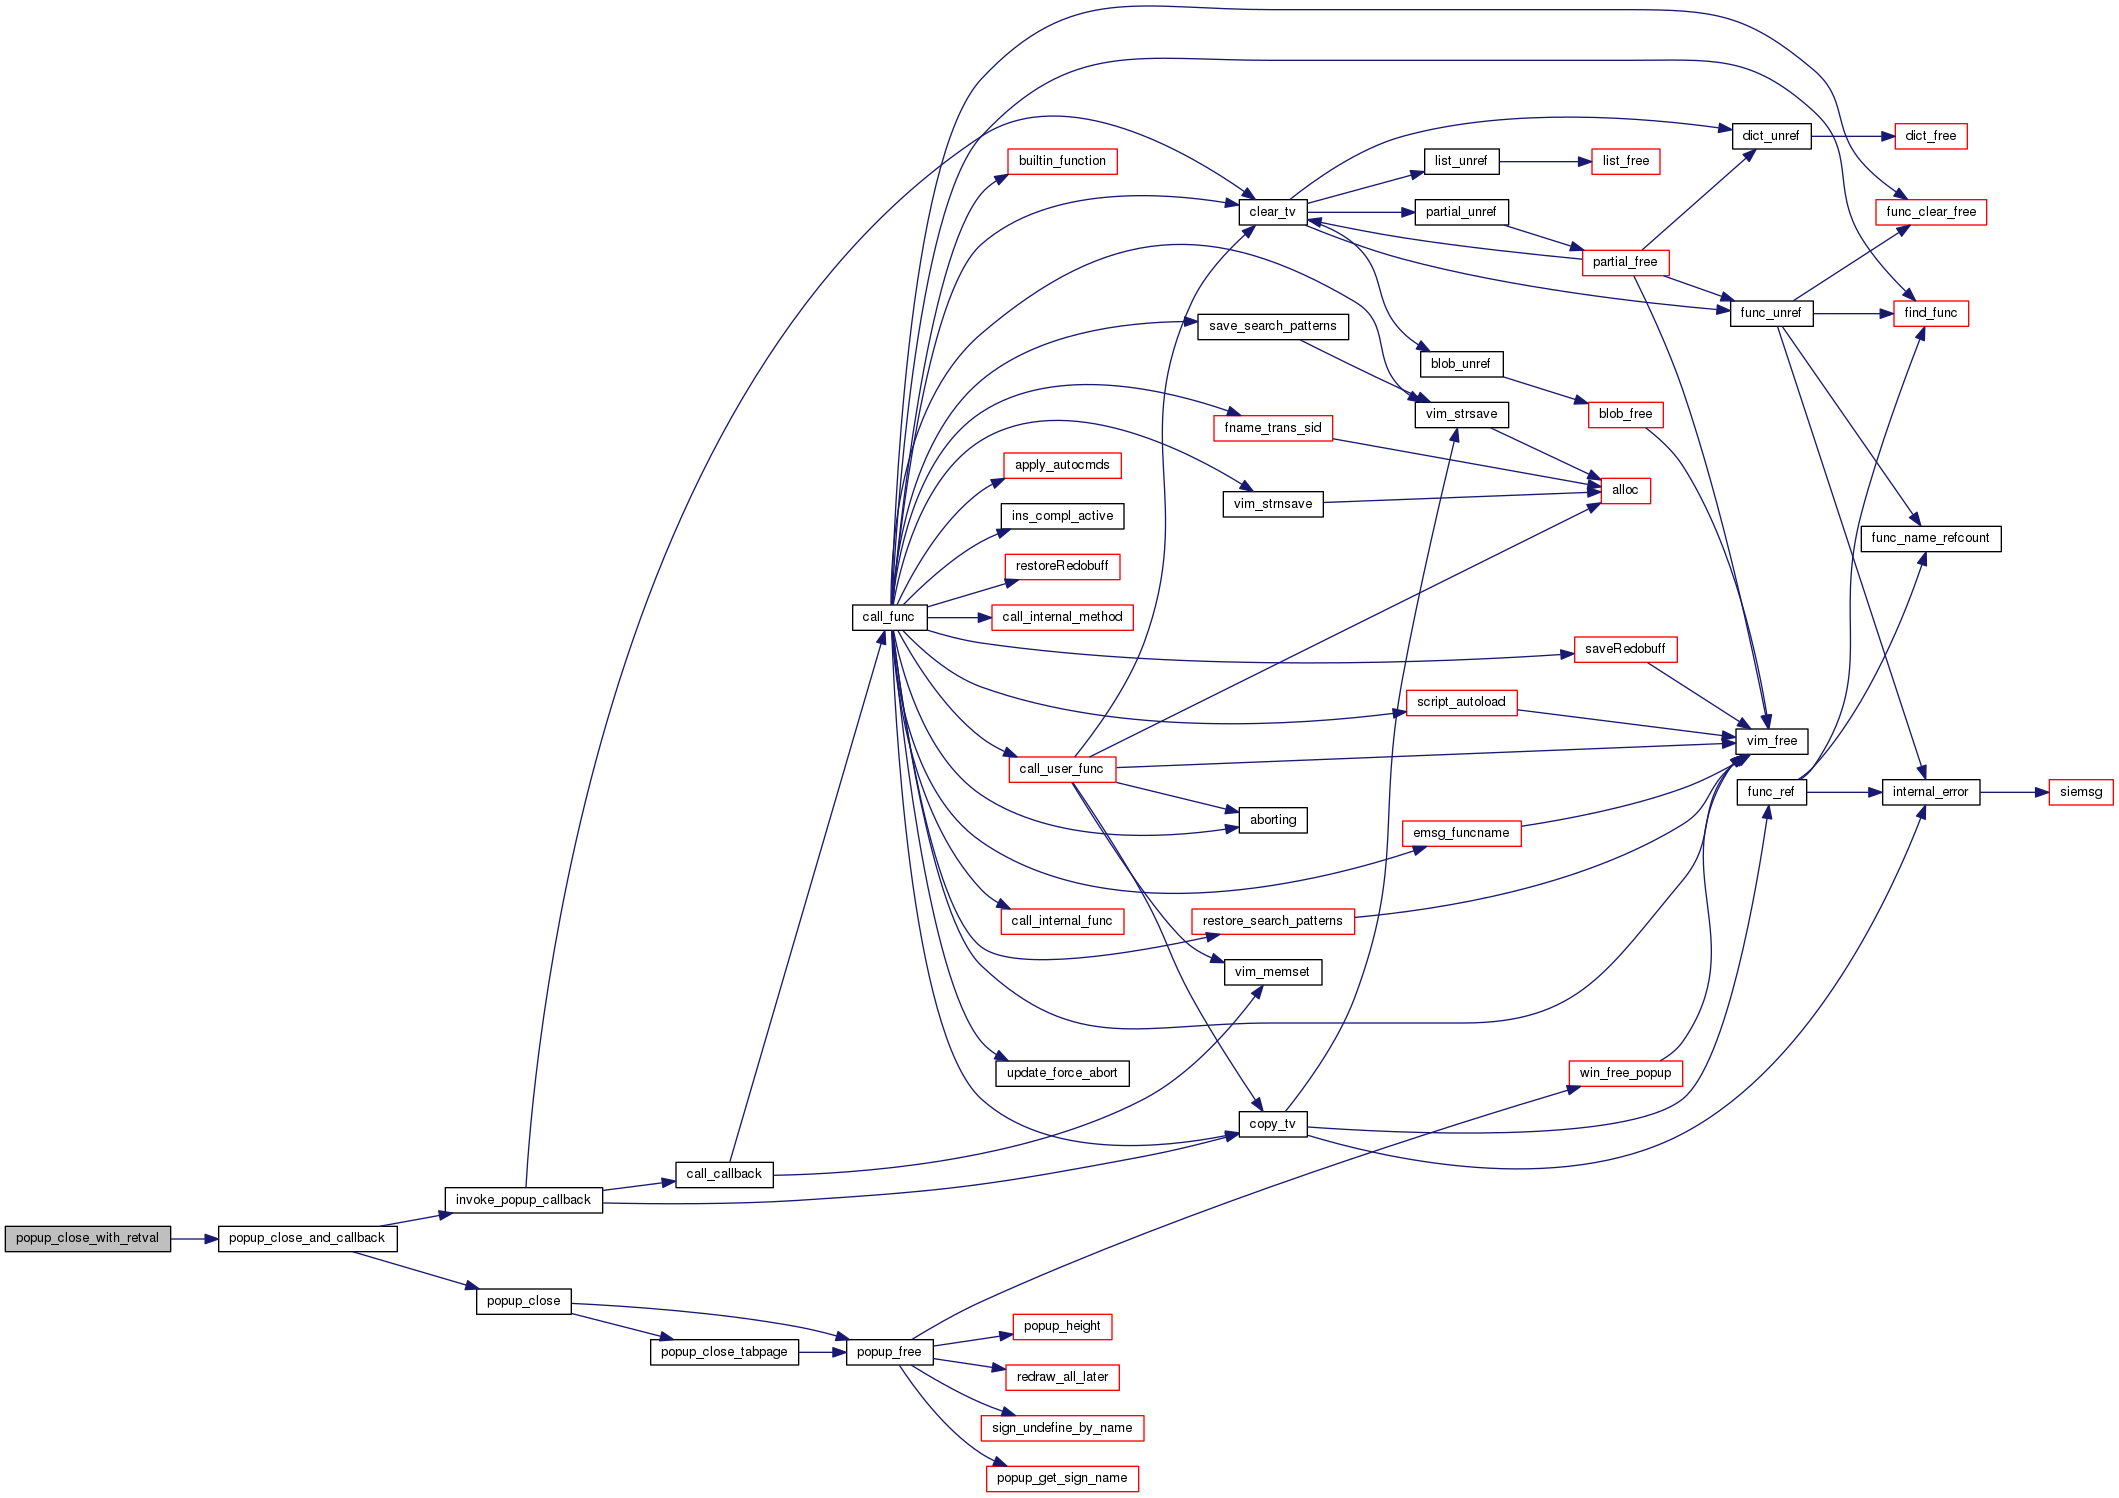 popup_close_with_retval
popup_close_and_callback
invoke_popup_callback
popup_close
call_callback
popup_close_tabpage
call_func
popup_free
builtin_function
apply_autocmds
ins_compl_active
restoreRedobuff
call_internal_method
call_user_func
call_internal_func
update_force_abort
popup_height
redraw_all_later
sign_undefine_by_name
popup_get_sign_name
clear_tv
save_search_patterns
fname_trans_sid
vim_strnsave
aborting
restore_search_patterns
vim_memset
copy_tv
list_unref
partial_unref
blob_unref
vim_strsave
script_autoload
emsg_funcname
list_free
partial_free
blob_free
alloc
saveRedobuff
win_free_popup
dict_unref
func_unref
vim_free
func_ref
dict_free
func_clear_free
find_func
func_name_refcount
internal_error
siemsg